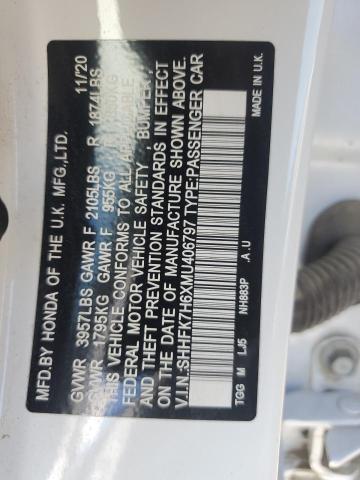 MFD.BY HONDA OF THE U.K. MFG.,LTD. 11/'20
GVWR 3957LBS GAWR F 2105LBS R 1874LBS
GVWR 1795KG GAWR F 955KG
THIS VEHICLE CONFORMS TO ALL APPLICABLE
FEDERAL MOTOR VEHICLE SAFETY, BUMPER,
AND THEFT PREVENTION STANDARDS IN EFFECT
ON THE DATE OF MANUFACTURE SHOWN ABOVE.
V.I.N.:SHHFK7H6XMU406797 TYPE:PASSENGER CAR
TGG M LJ5 NH883P .A.U MADE IN U.K.